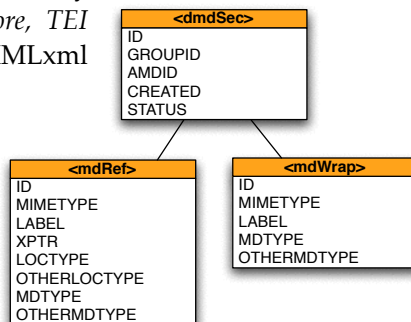 ore, TEI
MLxml
<dmdSec>
ID
GROUPID
AMDID
CREATED
STATUS
<mdRef>
ID
MIMETYPE
LABEL
XPTR
LOCTYPE
OTHERLOCTYPE
MDTYPE
OTHERMDTYPE
<mdWrap>
ID
MIMETYPE
LABEL
MDTYPE
OTHERMDTYPE